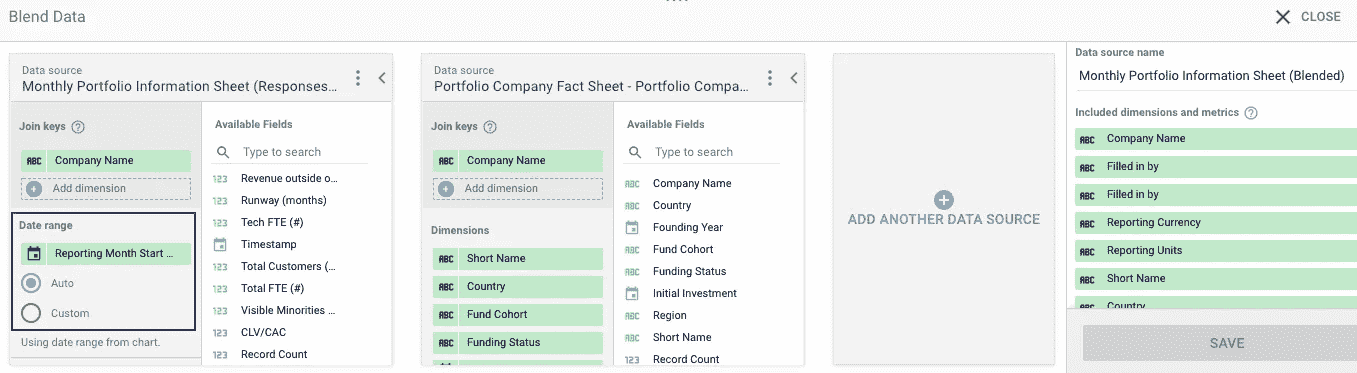 Blend Data
CLOSE
Data source
Monthly Portfolio Information Sheet (Responses...
Join keys
ABC Company Name
Add dimension
Date range
Reporting Month Start ...
Auto
Custom
Using date range from chart.
Available Fields
Type to search
123 Revenue outside o...
123 Runway (months)
123 Tech FTE (#)
Timestamp
123 Total Customers (...
123 Total FTE (#)
123 Visible Minorities ...
123 CLV/CAC
123 Record Count
Data source
Portfolio Company Fact Sheet - Portfolio Compa...
Join keys
ABC Company Name
Add dimension
Dimensions
ABC Short Name
ABC Country
ABC Fund Cohort
ABC Funding Status
Available Fields
Type to search
ABC Company Name
ABC Country
Founding Year
ABC Fund Cohort
ABC Funding Status
Initial Investment
ABC Region
ABC Short Name
123 Record Count
ADD ANOTHER DATA SOURCE
Data source name
Monthly Portfolio Information Sheet (Blended)
Included dimensions and metrics
ABC Company Name
ABC Filled in by
ABC Filled in by
ABC Reporting Currency
ABC Reporting Units
ABC Short Name
ABC Country
SAVE